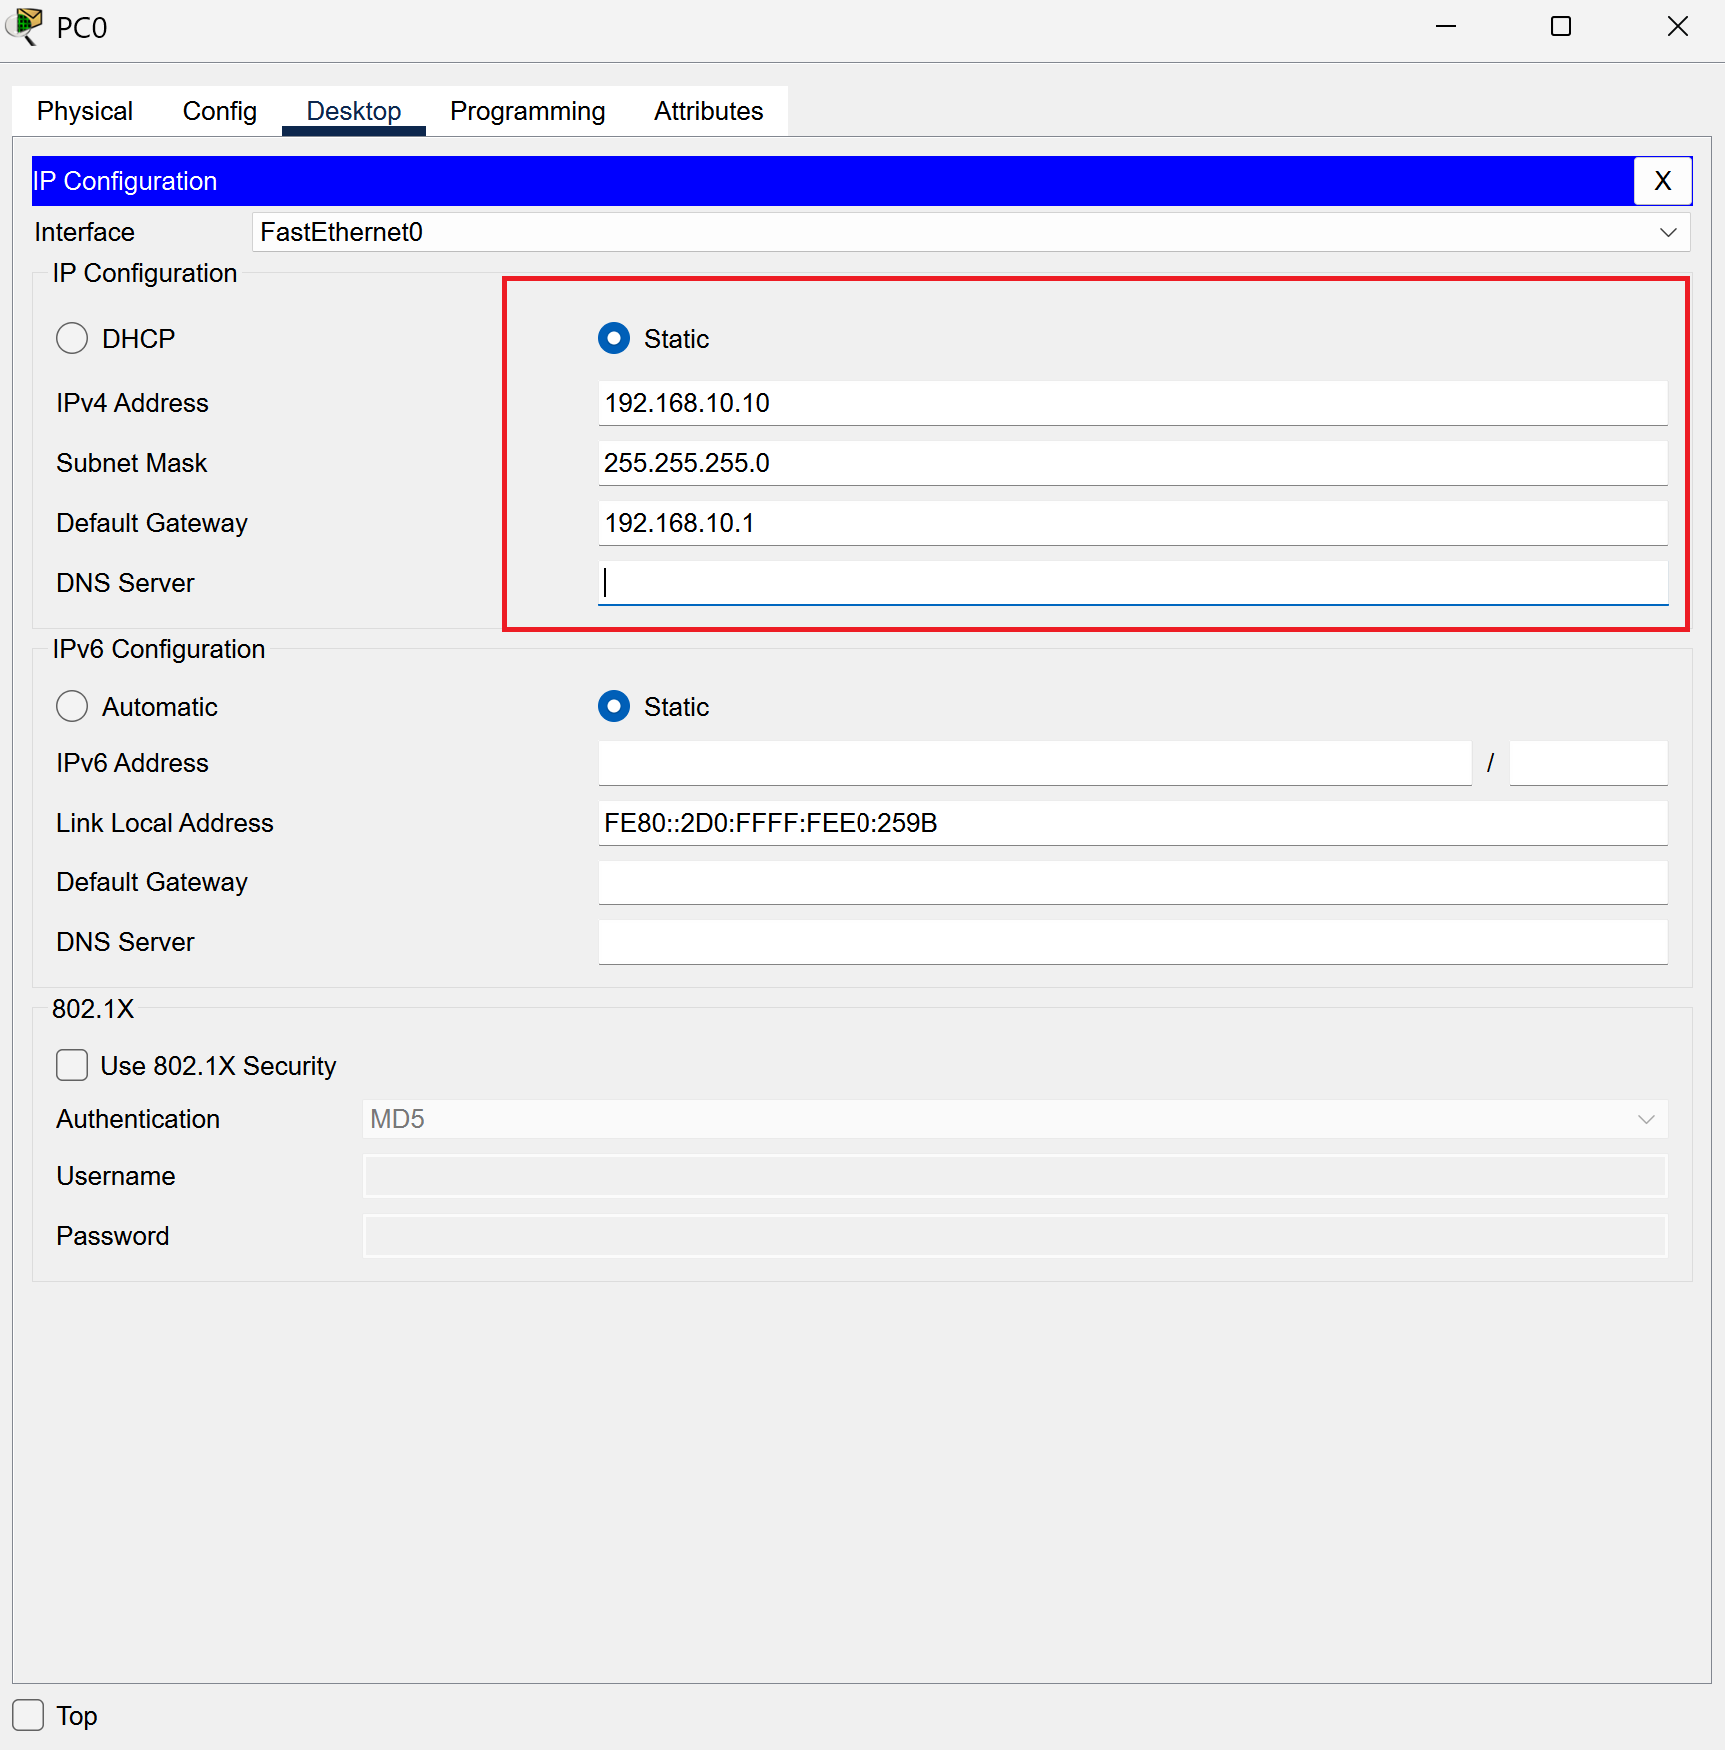 PC0
Physical Config Desktop Programming Attributes
IP Configuration X
Interface FastEthernet0
IP Configuration
DHCP Static
IPv4 Address 192.168.10.10
Subnet Mask 255.255.255.0
Default Gateway 192.168.10.1
DNS Server
IPv6 Configuration
Automatic Static
IPv6 Address /
Link Local Address FE80::2D0:FFFF:FEE0:259B
Default Gateway
DNS Server
802.1X
Use 802.1X Security
Authentication MD5
Username
Password
Top